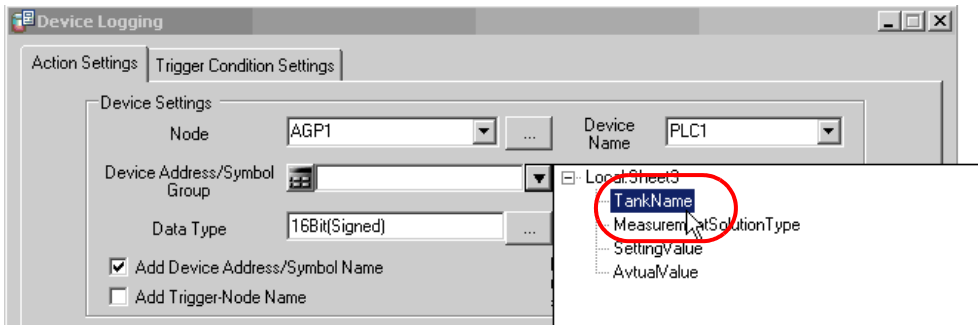 Device Logging
Action Settings Trigger Condition Settings
Device Settings
Node AGP1 ... Device Name PLC1
Device Address/Symbol Group
Local:Sheet3
TankName
Data Type 16Bit(Signed) ...
SettingValue
Add Device Address/Symbol Name
AvtualValue
Add Trigger-Node Name